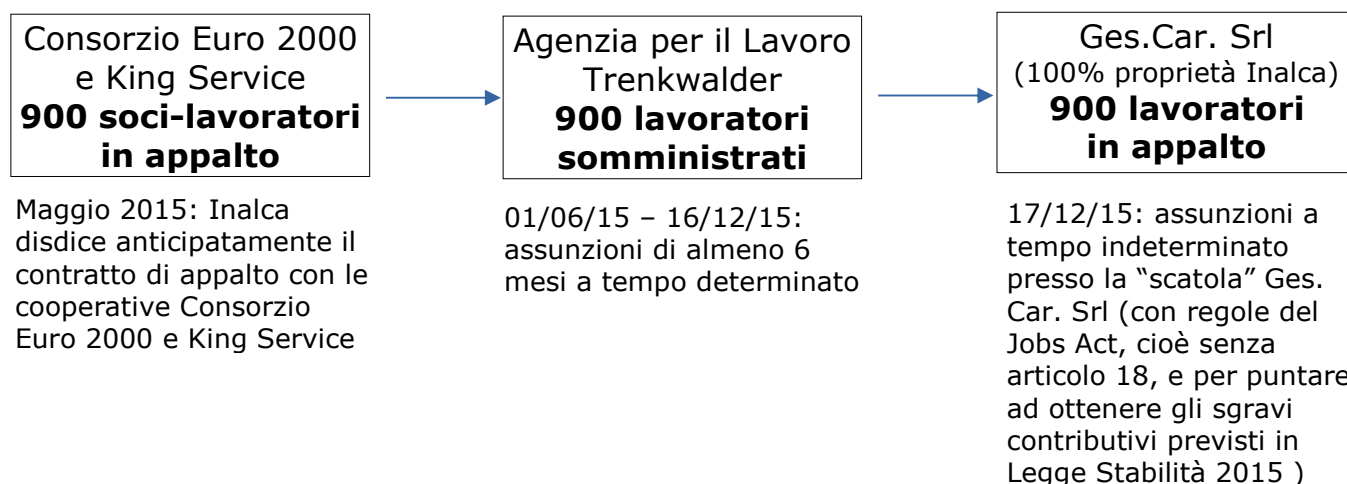 Consorzio Euro 2000
e King Service
900 soci-lavoratori
in appalto
Maggio 2015: Inalca
disdice anticipatamente il
contratto di appalto con le
cooperative Consorzio
Euro 2000 e King Service
Agenzia per il Lavoro
Trenkwalder
900 lavoratori
somministrati
01/06/15 – 16/12/15:
assunzioni di almeno 6
mesi a tempo determinato
Ges.Car. Srl
(100% proprietà Inalca)
900 lavoratori
in appalto
17/12/15: assunzioni a
tempo indeterminato
presso la “scatola” Ges.
Car. Srl (con regole del
Jobs Act, cioè senza
articolo 18, e per puntare
ad ottenere gli sgravi
contributivi previsti in
Legge Stabilità 2015 )